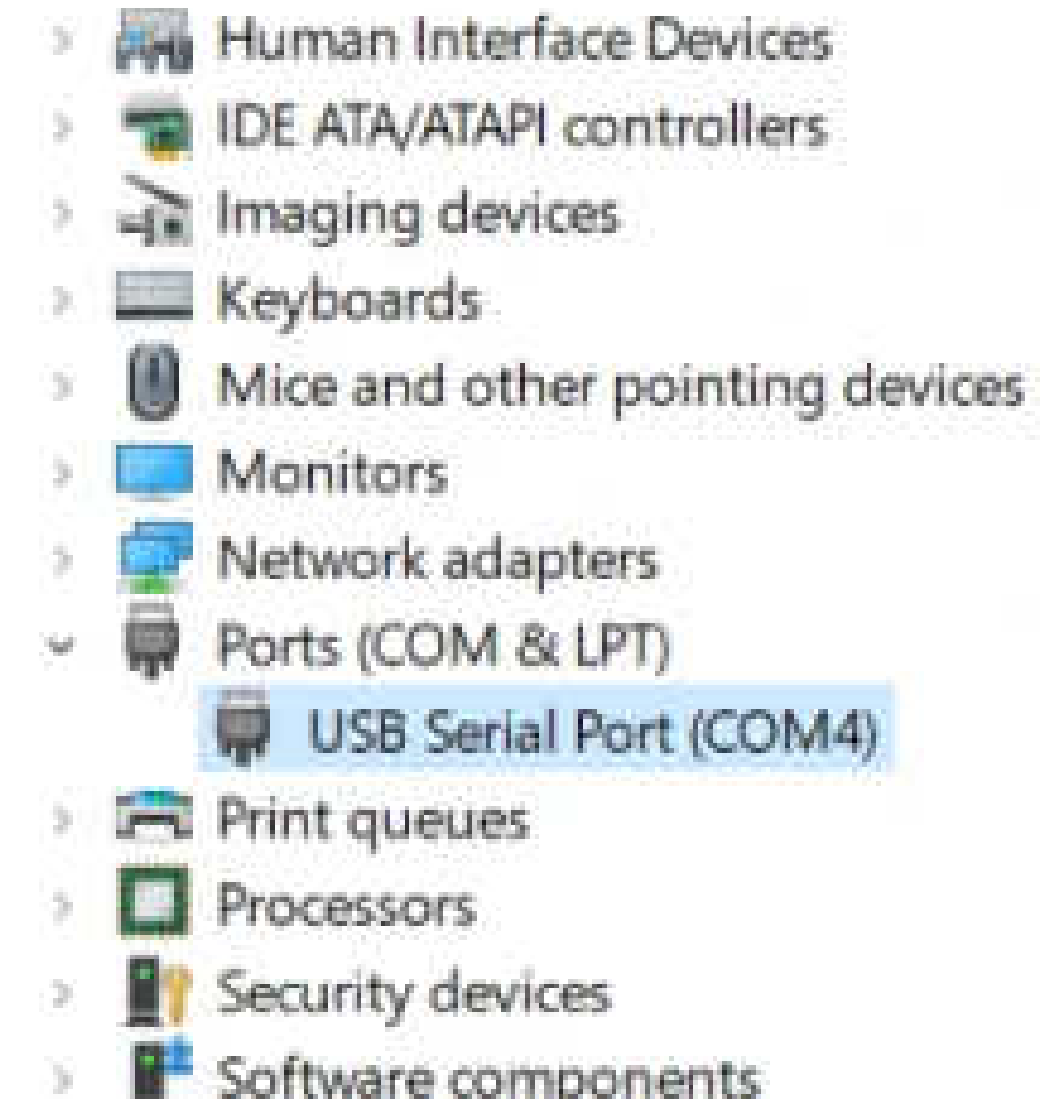 Human Interface Devices
IDE ATA/ATAPI controllers
Imaging devices
Keyboards
Mice and other pointing devices
Monitors
Network adapters
Ports (COM & LPT)
USB Serial Port (COM4)
Print queues
Processors
Security devices
Software components